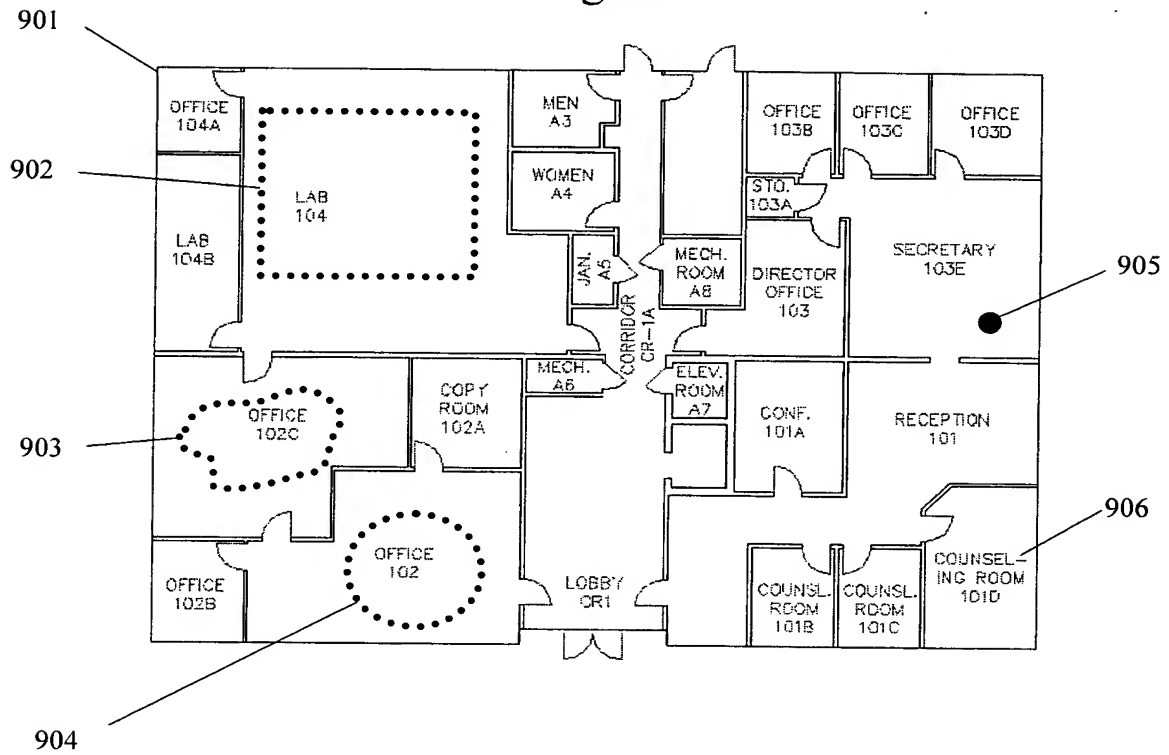 901
902
903
904
905
906
OFFICE
104A
LAB
104
LAB
104B
MEN
A3
WOMEN
A4
JAN.
A5
MECH.
ROOM
A8
CORRIDOR
CR-1A
OFFICE
103B
OFFICE
103C
OFFICE
103D
STO.
103A
DIRECTOR
OFFICE
103
SECRETARY
103E
MECH.
A6
ELEV.
ROOM
A7
COPY
ROOM
102A
OFFICE
102C
CONF.
101A
RECEPTION
101
OFFICE
102
OFFICE
102B
LOBBY
CR1
COUNSL.
ROOM
101B
COUNSL.
ROOM
101C
COUNSEL-
ING ROOM
101D